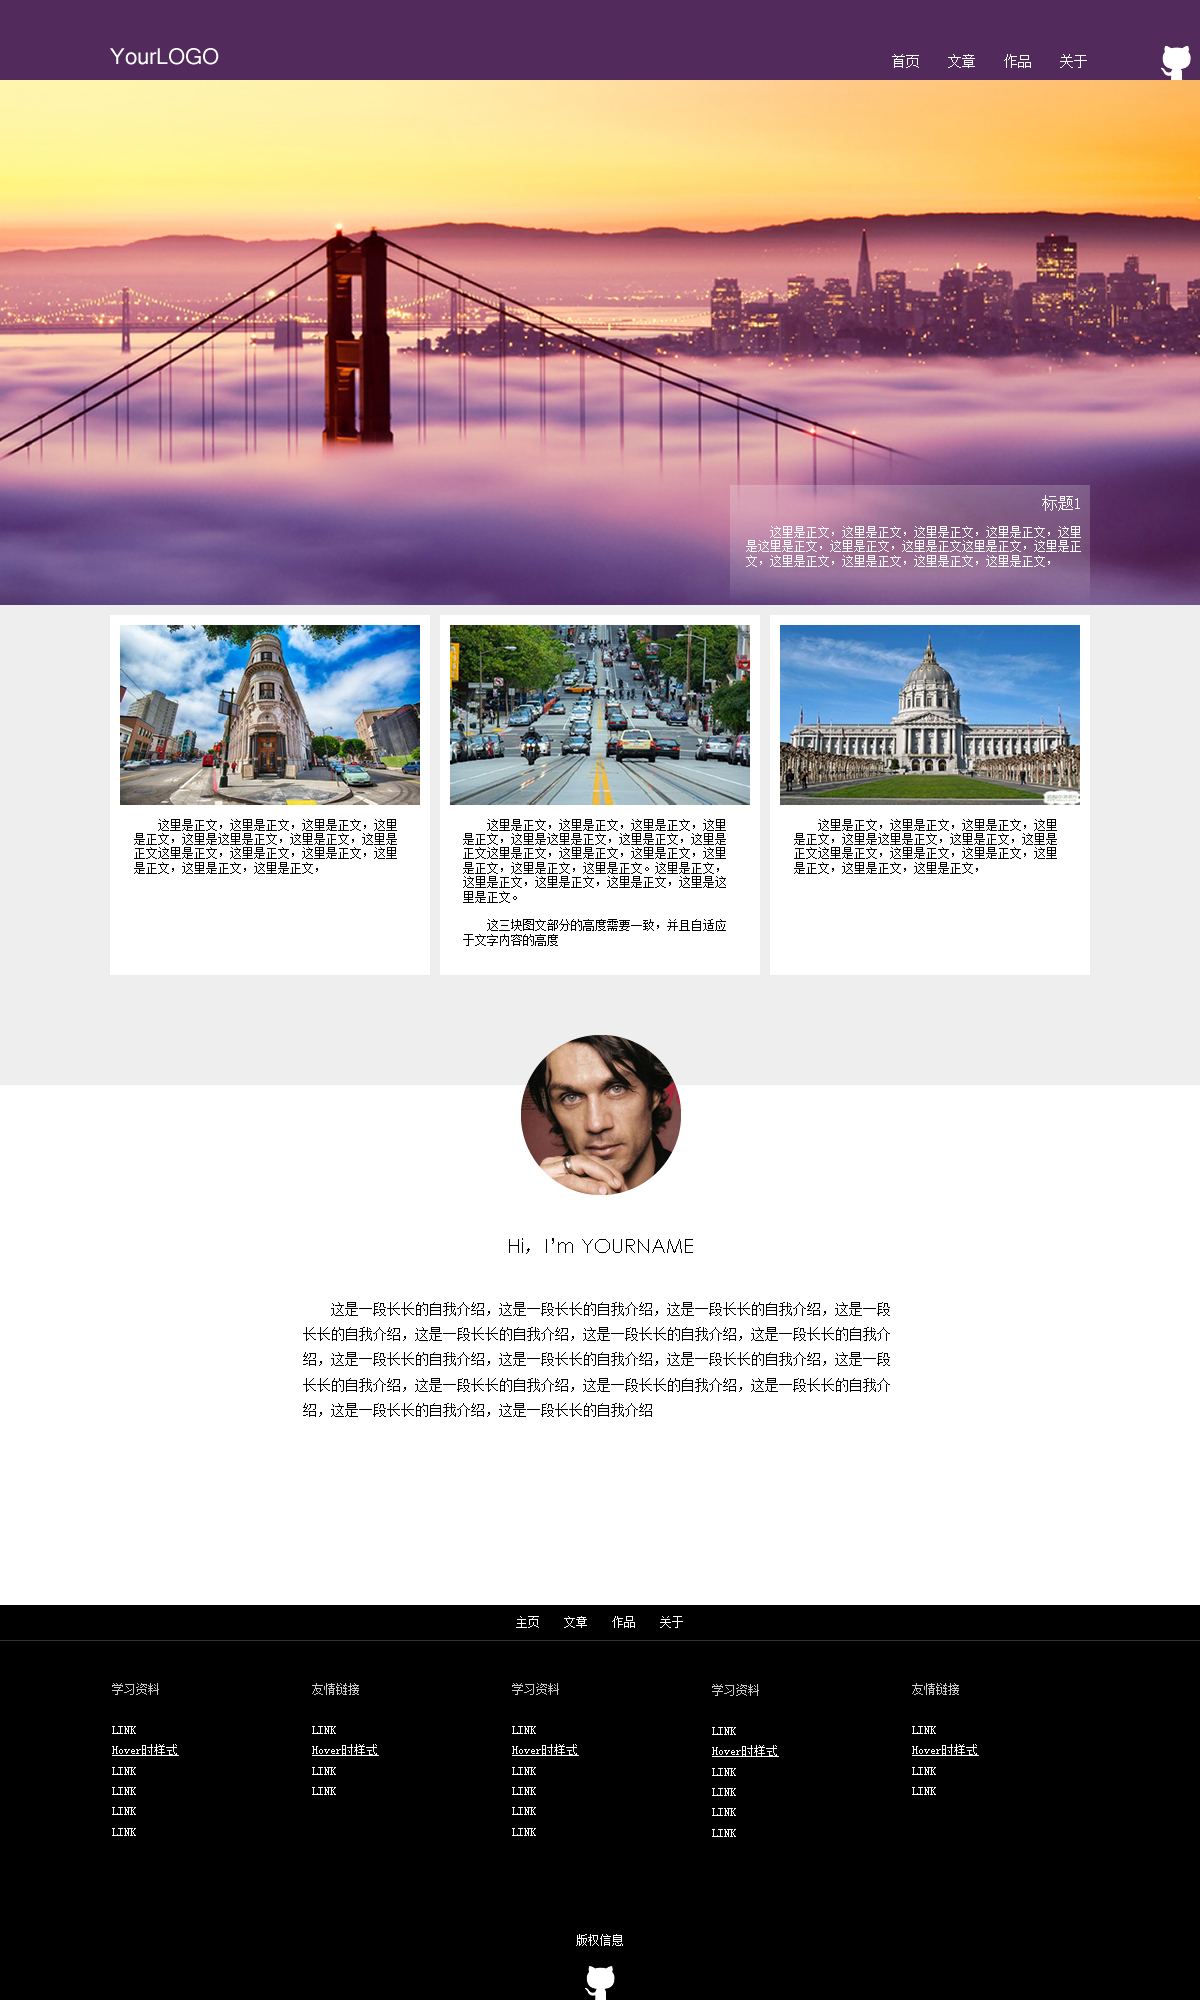 YourLOGO
首页 文章 作品 关于
标题1
这里是正文，这里是正文，这里是正文，这里是正文，这里
是这里是正文，这里是正文，这里是正文这里是正文，这里是正
文，这里是正文，这里是正文，这里是正文，这里是正文，
这里是正文，这里是正文，这里是正文，这里
是正文，这里是这里是正文，这里是正文，这里是
正文这里是正文，这里是正文，这里是正文，这里
是正文，这里是正文，这里是正文，
这里是正文，这里是正文，这里是正文，这里
是正文，这里是这里是正文，这里是正文，这里是
正文这里是正文，这里是正文，这里是正文，这里
是正文，这里是正文，这里是正文。这里是正文，
这里是正文，这里是正文，这里是正文，这里是这
里是正文。
这三块图文部分的高度需要一致，并且自适应
于文字内容的高度
这里是正文，这里是正文，这里是正文，这里
是正文，这里是这里是正文，这里是正文，这里是
正文这里是正文，这里是正文，这里是正文，这里
是正文，这里是正文，这里是正文，
Hi，I'm YOURNAME
这是一段长长的自我介绍，这是一段长长的自我介绍，这是一段长长的自我介绍，这是一段
长长的自我介绍，这是一段长长的自我介绍，这是一段长长的自我介绍，这是一段长长的自我介
绍，这是一段长长的自我介绍，这是一段长长的自我介绍，这是一段长长的自我介绍，这是一段
长长的自我介绍，这是一段长长的自我介绍，这是一段长长的自我介绍，这是一段长长的自我介
绍，这是一段长长的自我介绍，这是一段长长的自我介绍
主页 文章 作品 关于
学习资料
LINK
Hover时样式
LINK
LINK
LINK
LINK
友情链接
LINK
Hover时样式
LINK
LINK
学习资料
LINK
Hover时样式
LINK
LINK
LINK
LINK
学习资料
LINK
Hover时样式
LINK
LINK
LINK
LINK
友情链接
LINK
Hover时样式
LINK
LINK
版权信息